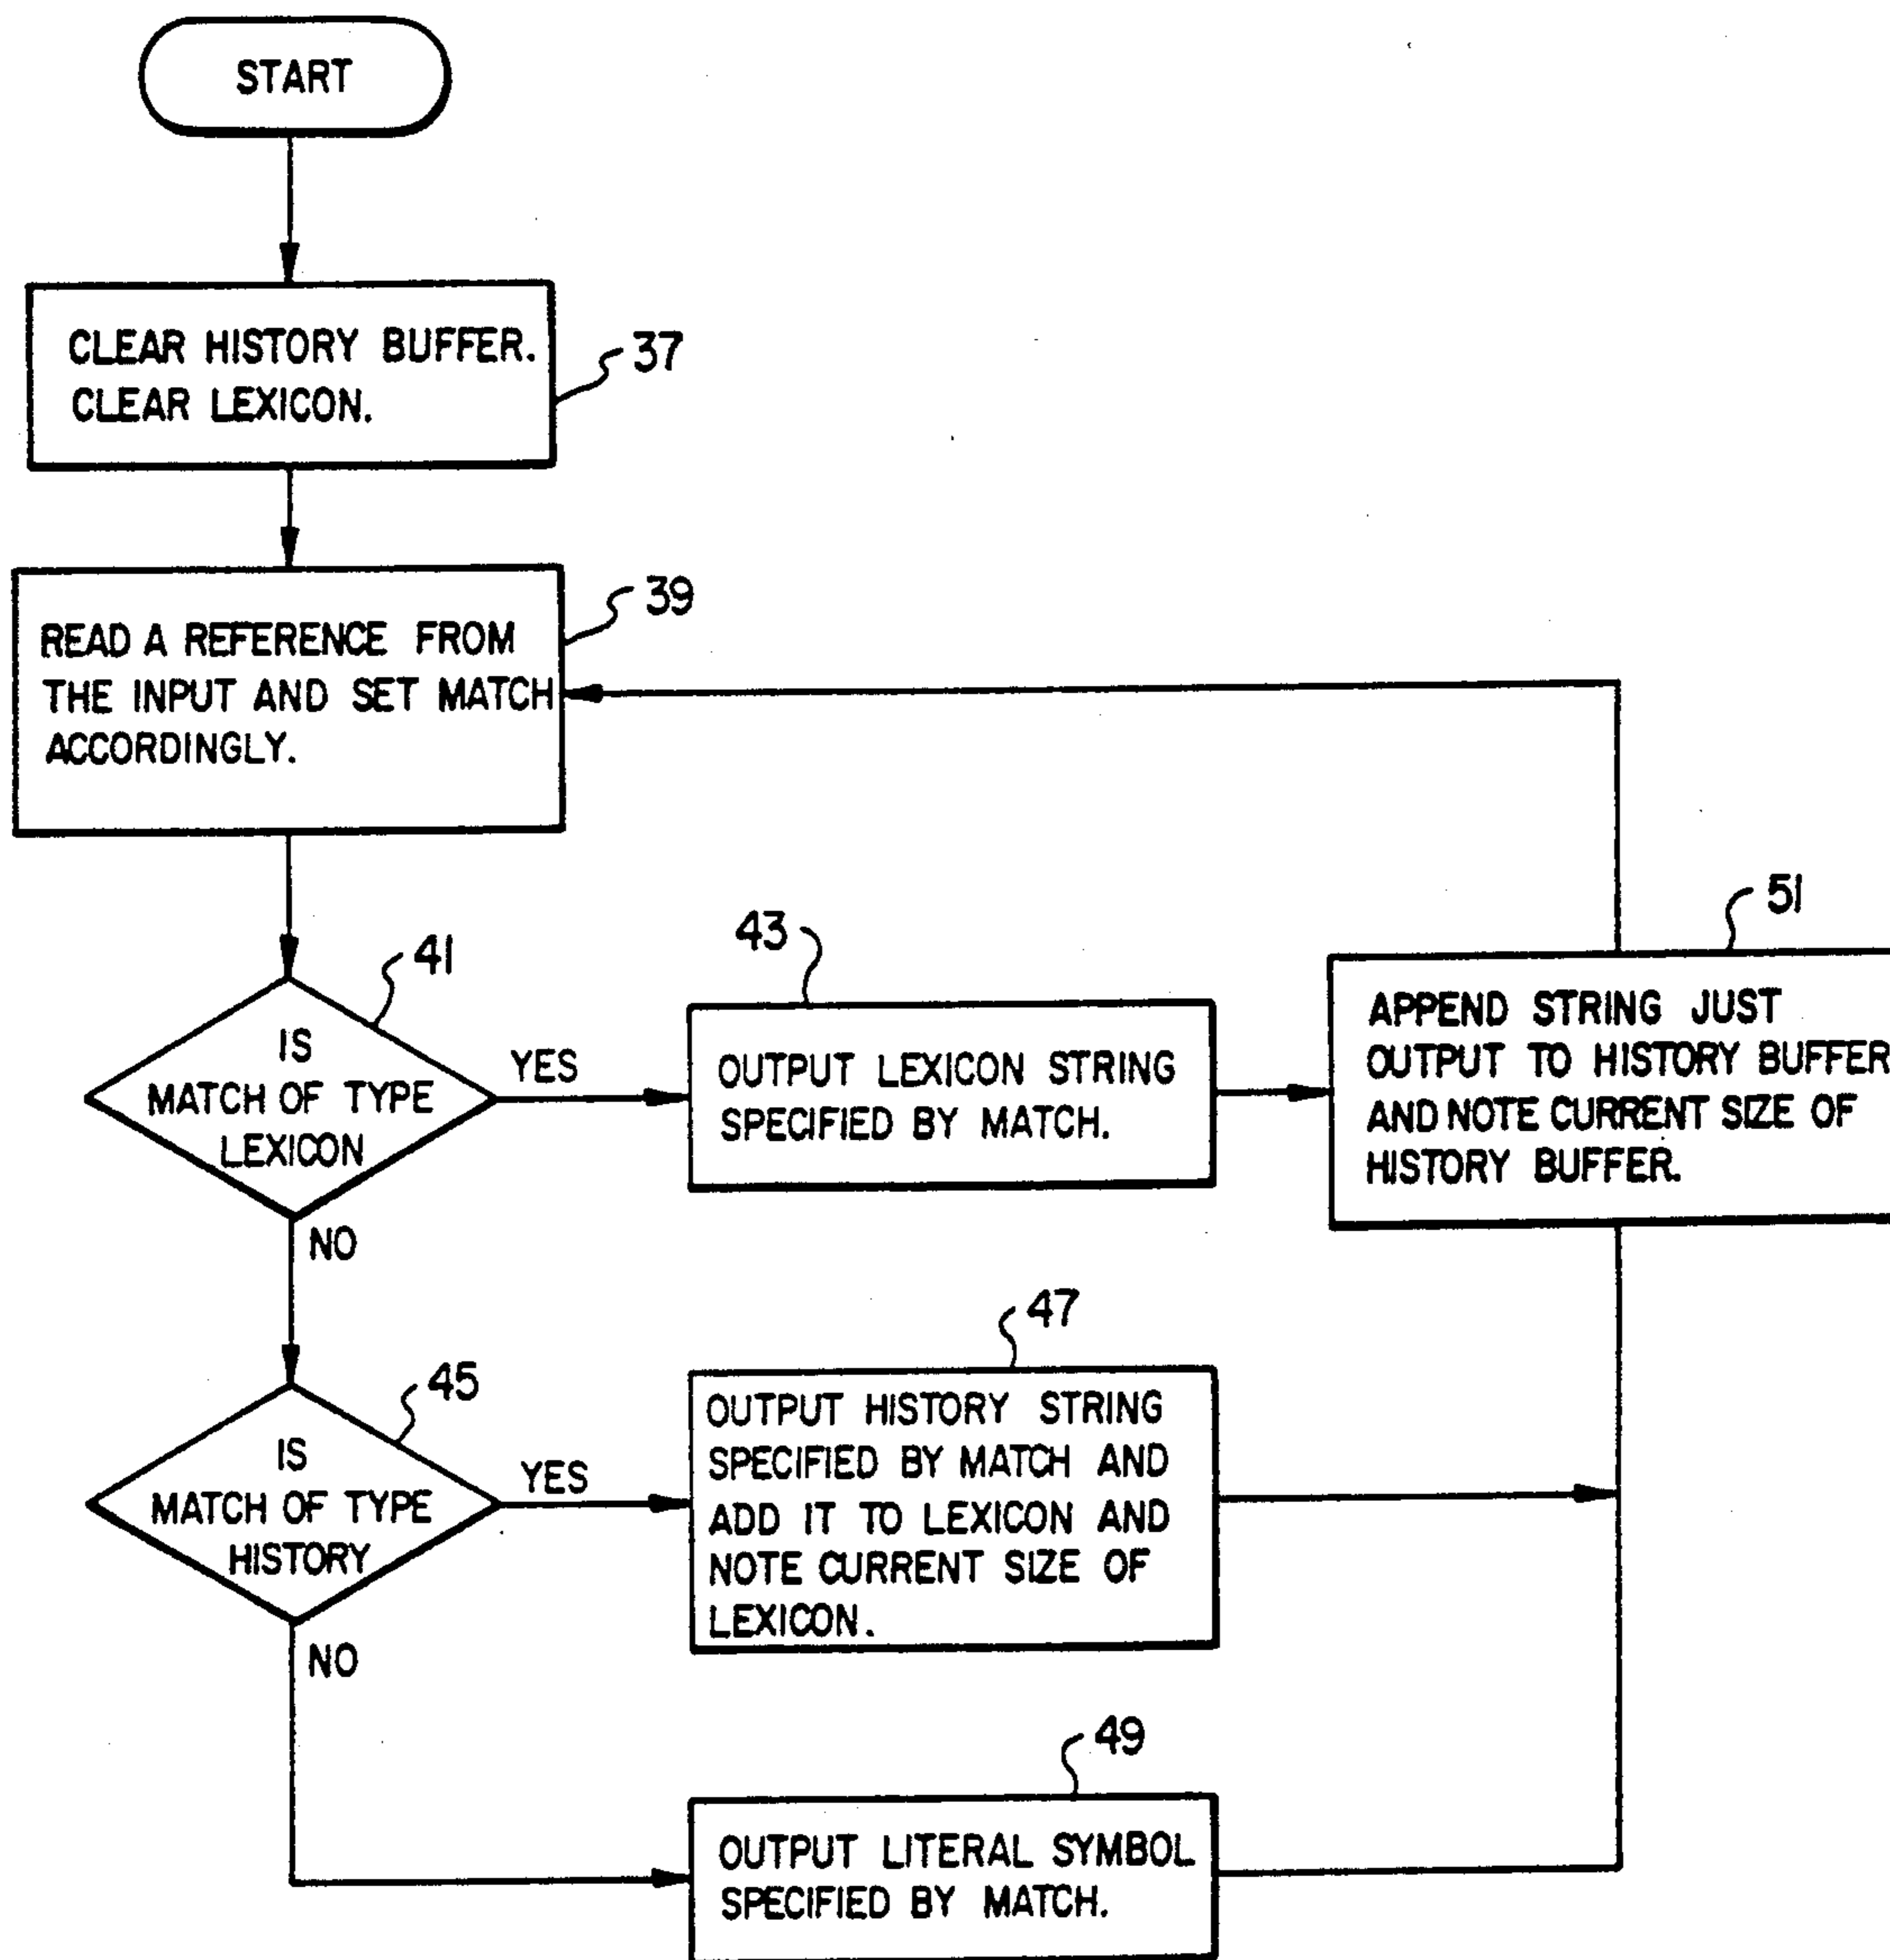 START
CLEAR HISTORY BUFFER.
CLEAR LEXICON.
37
READ A REFERENCE FROM
THE INPUT AND SET MATCH
ACCORDINGLY.
39
IS
MATCH OF TYPE
LEXICON
41
YES
NO
OUTPUT LEXICON STRING
SPECIFIED BY MATCH.
43
APPEND STRING JUST
OUTPUT TO HISTORY BUFFER
AND NOTE CURRENT SIZE OF
HISTORY BUFFER.
51
IS
MATCH OF TYPE
HISTORY
45
YES
NO
OUTPUT HISTORY STRING
SPECIFIED BY MATCH AND
ADD IT TO LEXICON AND
NOTE CURRENT SIZE OF
LEXICON.
47
OUTPUT LITERAL SYMBOL
SPECIFIED BY MATCH.
49